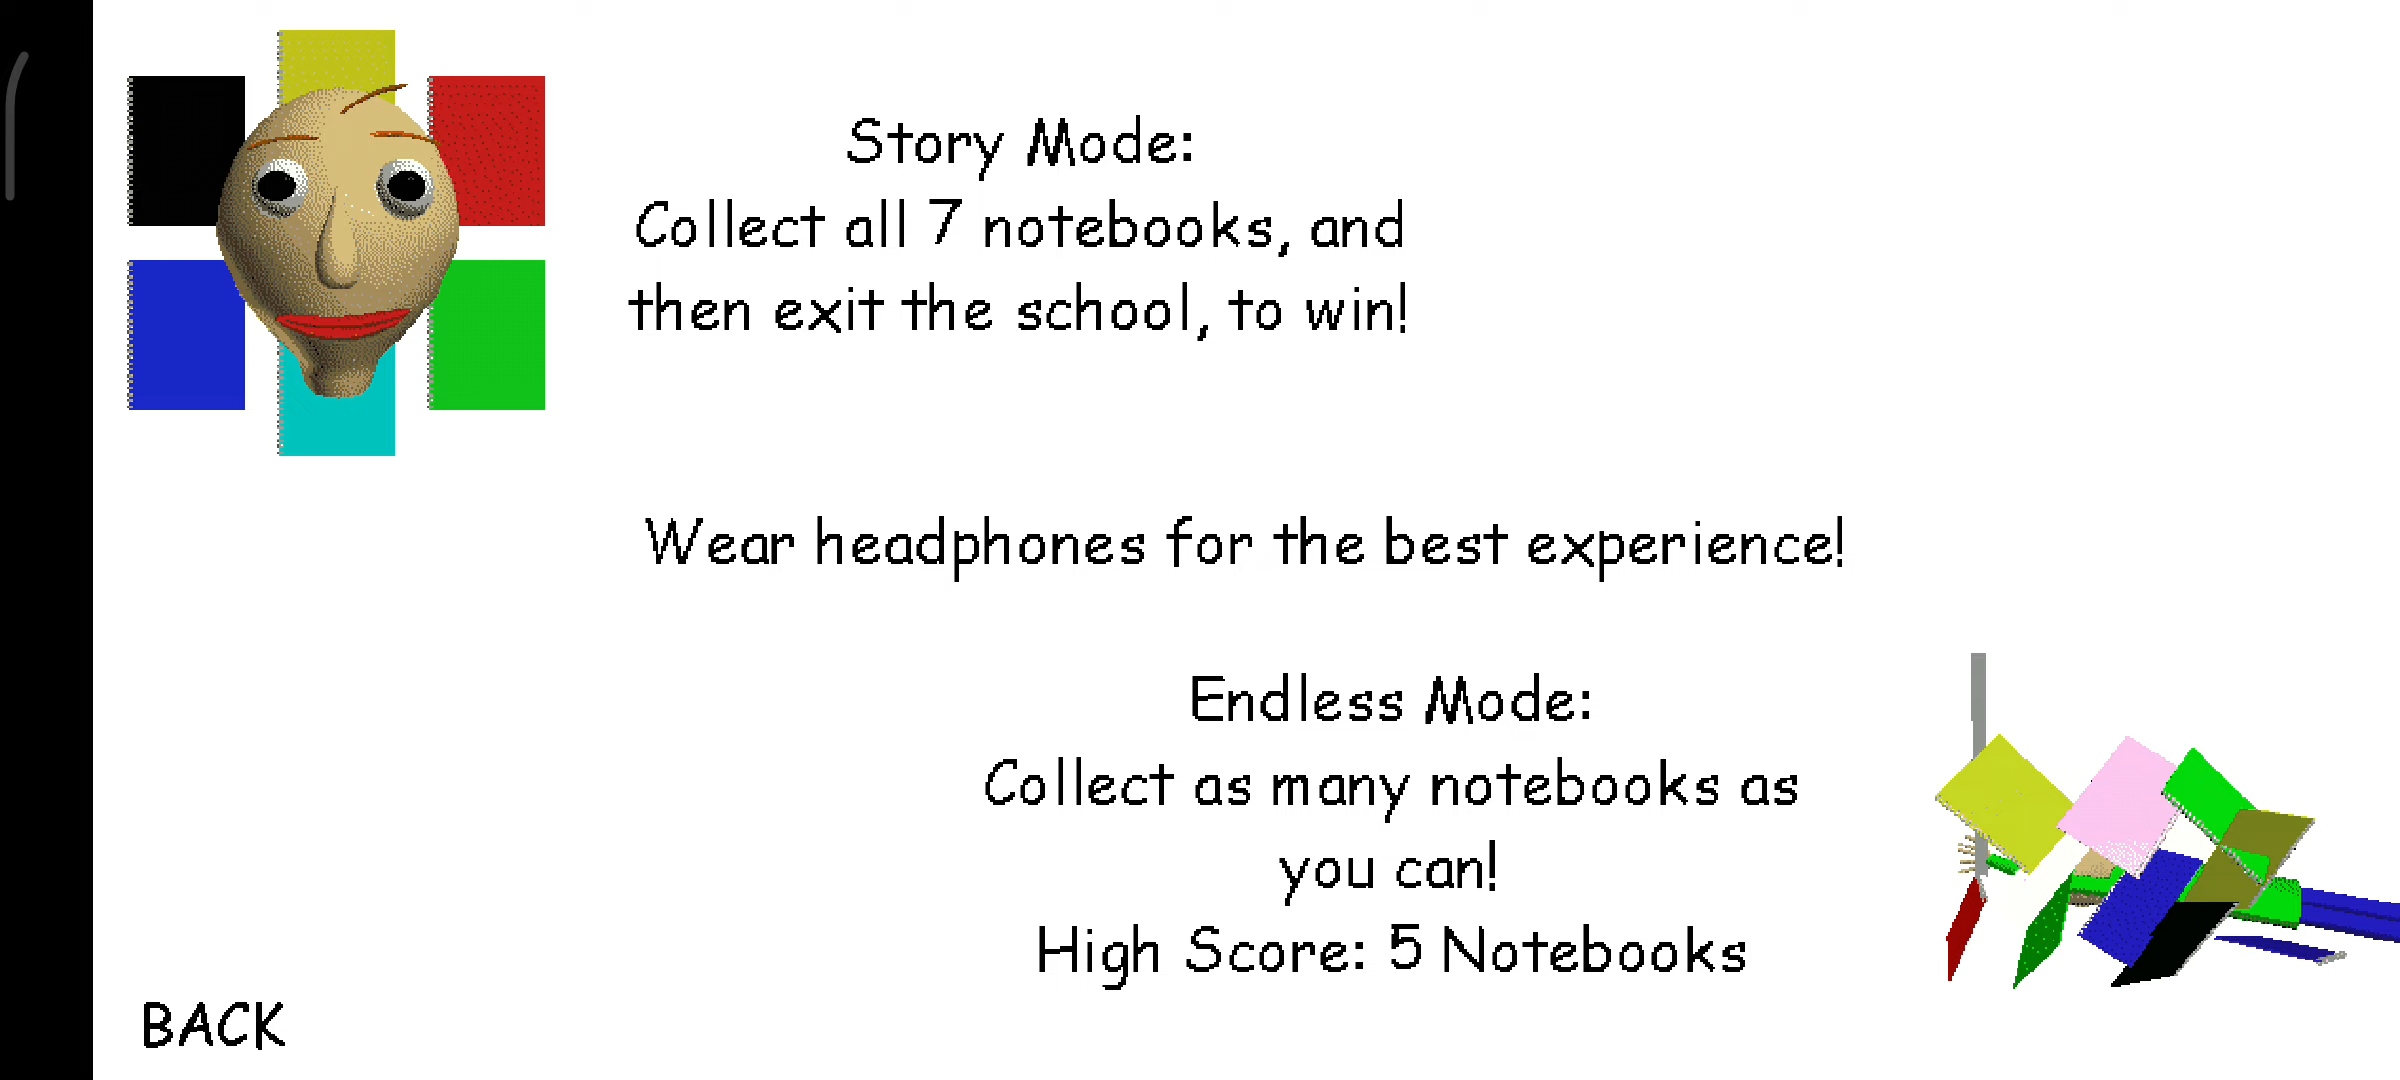 Story Mode:
Collect all 7 notebooks, and
then exit the school, to win!
Wear headphones for the best experience!
Endless Mode:
Collect as many notebooks as
you can!
High Score: 5 Notebooks
BACK